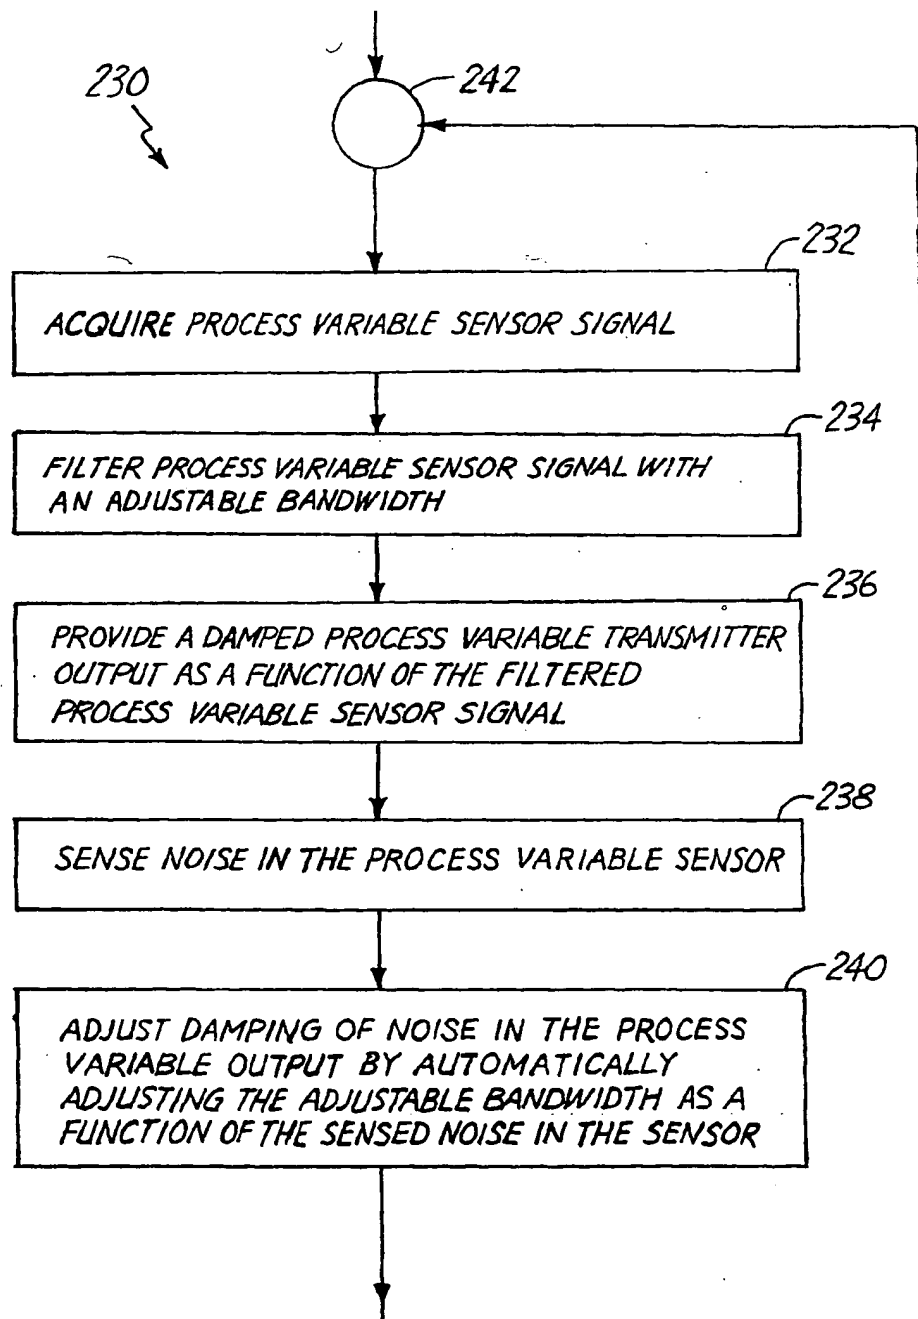 230
242
232
ACQUIRE PROCESS VARIABLE SENSOR SIGNAL
234
FILTER PROCESS VARIABLE SENSOR SIGNAL WITH
AN ADJUSTABLE BANDWIDTH
236
PROVIDE A DAMPED PROCESS VARIABLE TRANSMITTER
OUTPUT AS A FUNCTION OF THE FILTERED
PROCESS VARIABLE SENSOR SIGNAL
238
SENSE NOISE IN THE PROCESS VARIABLE SENSOR
240
ADJUST DAMPING OF NOISE IN THE PROCESS
VARIABLE OUTPUT BY AUTOMATICALLY
ADJUSTING THE ADJUSTABLE BANDWIDTH AS A
FUNCTION OF THE SENSED NOISE IN THE SENSOR